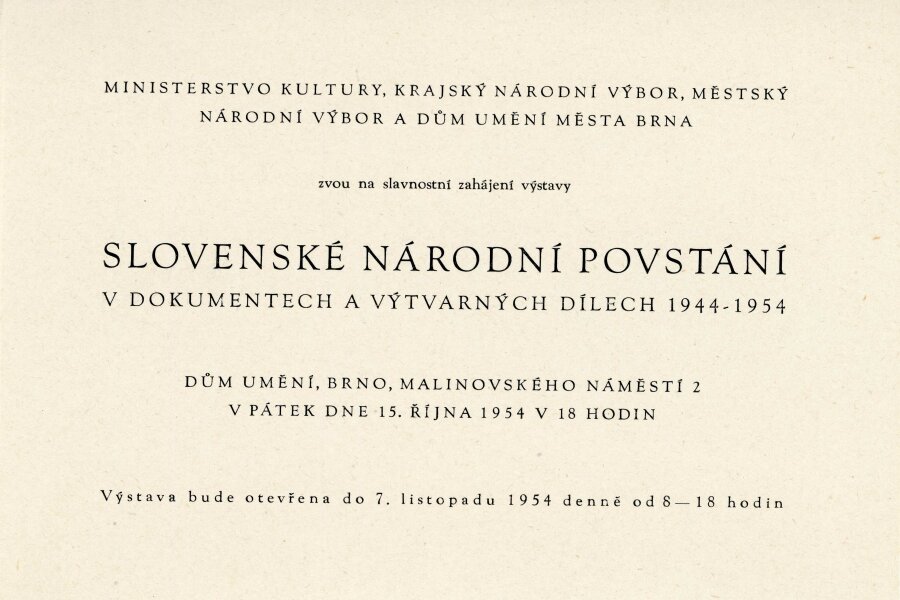 MINISTERSTVO KULTURY, KRAJSKÝ NÁRODNÍ VÝBOR, MĚSTSKÝ
NÁRODNÍ VÝBOR A DŮM UMĚNÍ MĚSTA BRNA
zvou na slavnostní zahájení výstavy
SLOVENSKÉ NÁRODNÍ POVSTÁNÍ
V DOKUMENTECH A VÝTVARNÝCH DÍLECH 1944-1954
DŮM UMĚNÍ, BRNO, MALINOVSKÉHO NÁMĚSTÍ 2
V PÁTEK DNE 15. ŘÍJNA 1954 V 18 HODIN
Výstava bude otevřena do 7. listopadu 1954 denně od 8—18 hodin